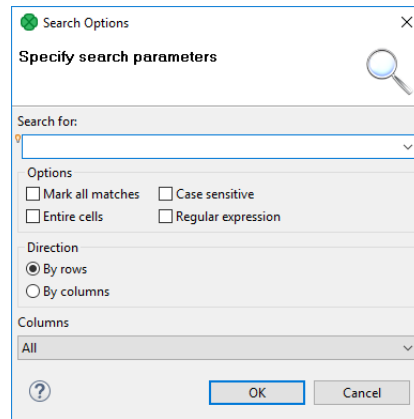 Search Options
Specify search parameters
Search for:
Options
Mark all matches Case sensitive
Entire cells Regular expression
Direction
By rows
By columns
Columns
All
? OK Cancel